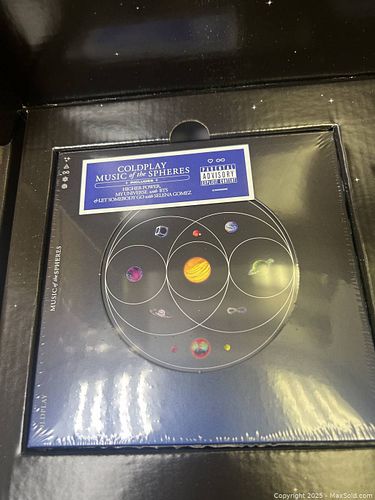 COLDPLAY
MUSIC of the SPHERES
INCLUDES
HIGHER POWER
MY UNIVERSE with BTS
& LET SOMEBODY GO with SELENA GOMEZ
PARENTAL
ADVISORY
EXPLICIT CONTENT
MUSIC of the SPHERES
COLDPLAY
Copyright 2025 - MaxSold.com